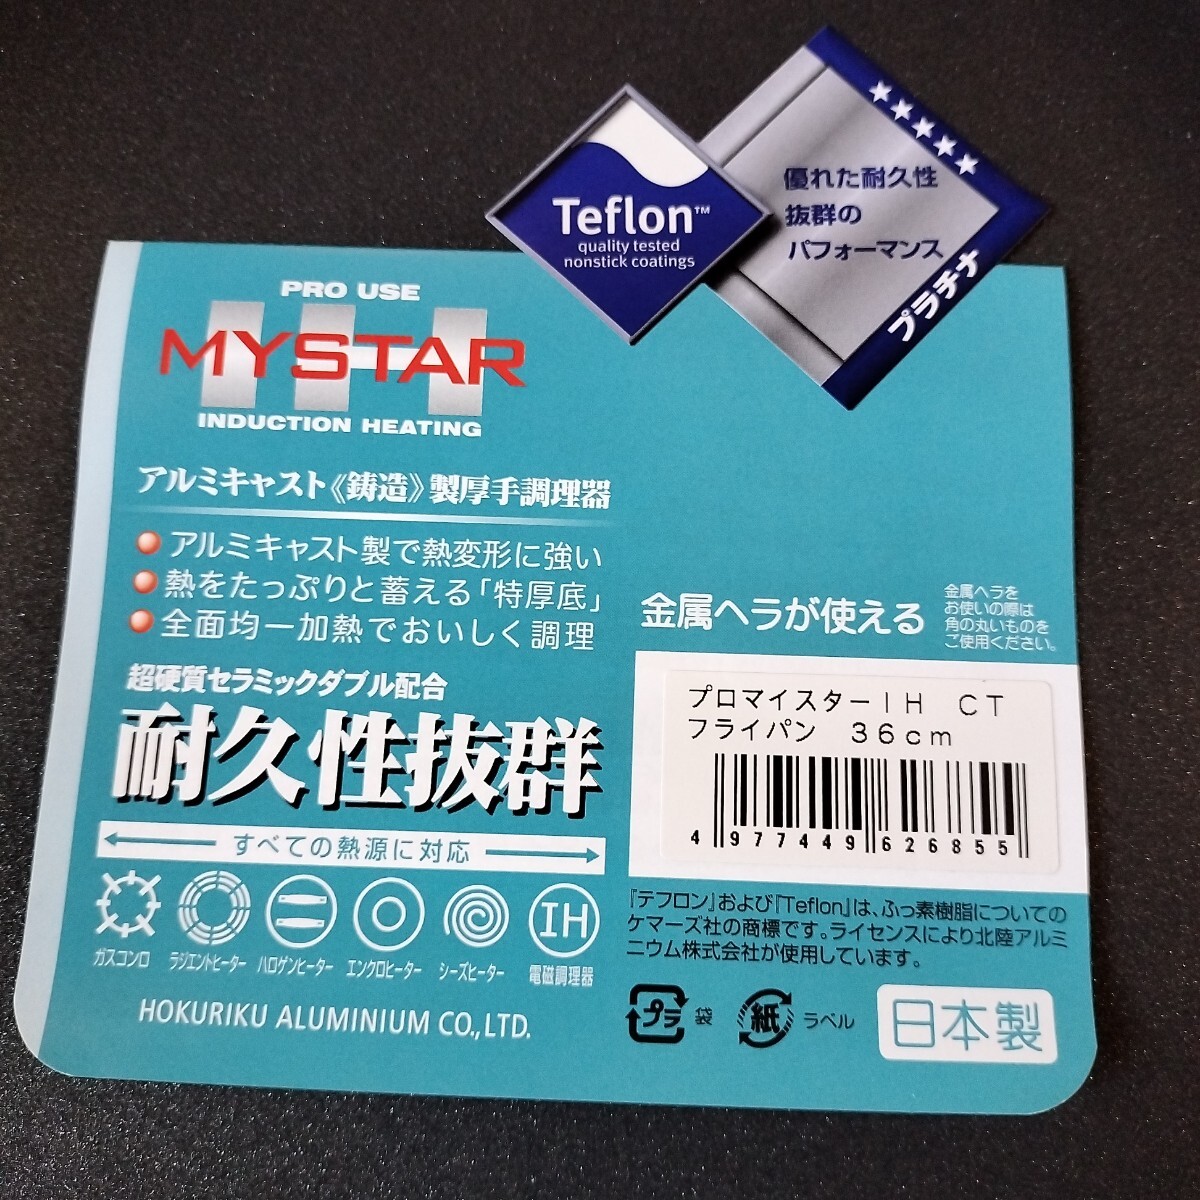 Teflon™
quality tested
nonstick coatings
★★★★★
優れた耐久性
抜群の
パフォーマンス
プラチナ
PRO USE
IH
MYSTAR
INDUCTION HEATING
アルミキャスト《鋳造》製厚手調理器
アルミキャスト製で熱変形に強い
熱をたっぷりと蓄える「特厚底」
全面均一加熱でおいしく調理
超硬質セラミックダブル配合
耐久性抜群
すべての熱源に対応
IH
ガスコンロ ラジエントヒーター ハロゲンヒーター エンクロヒーター シーズヒーター 電磁調理器
HOKURIKU ALUMINIUM CO.,LTD.
金属ヘラが使える
金属ヘラを
お使いの際は
角の丸いものを
ご使用ください。
プロマイスターIH CT
フライパン 36cm
4 977449 626855
『テフロン』および『Teflon』は、ふっ素樹脂についての
ケマーズ社の商標です。ライセンスにより北陸アルミ
ニウム株式会社が使用しています。
プラ 袋 紙 ラベル 日本製